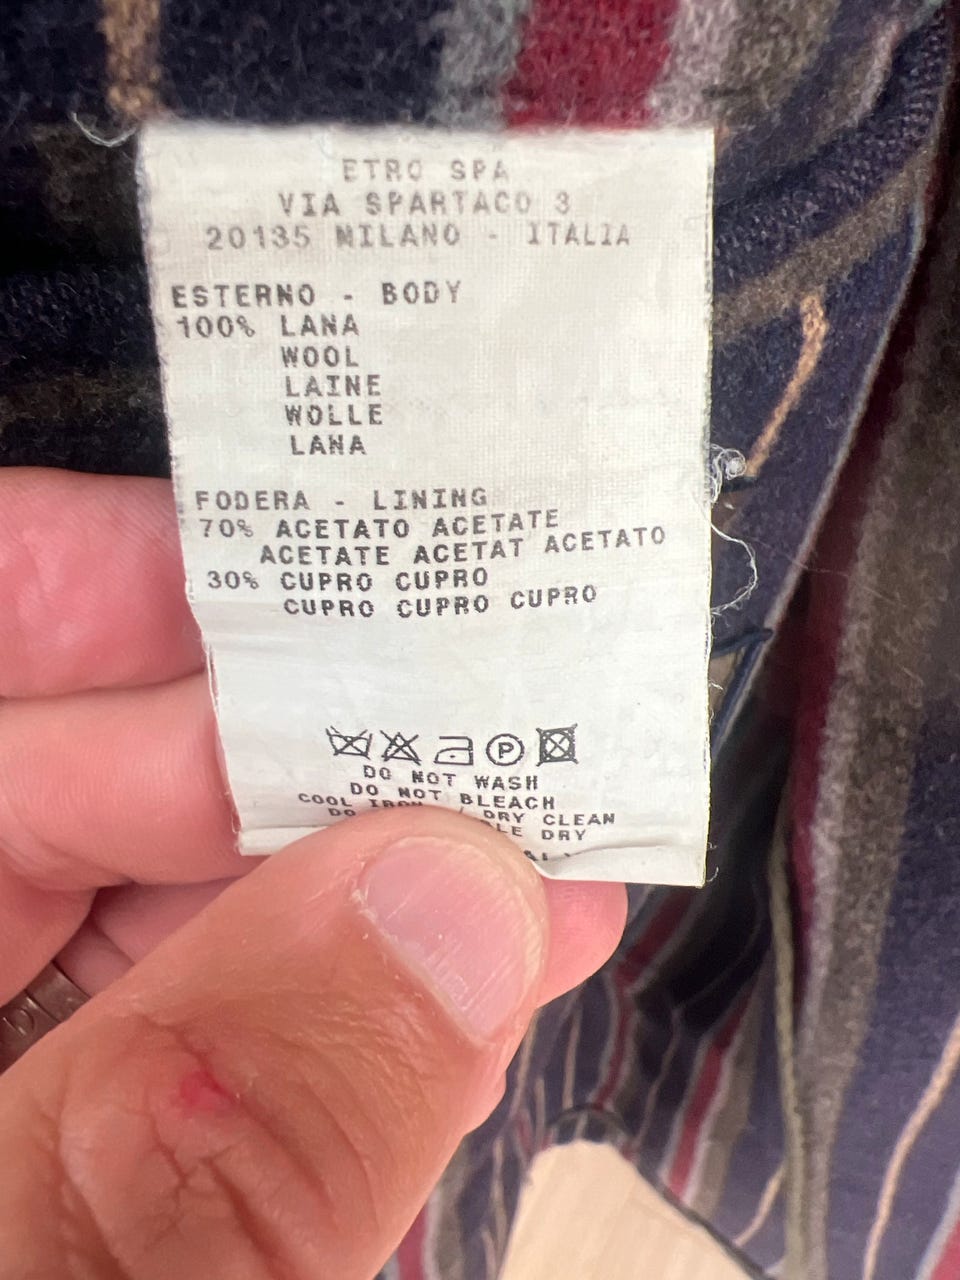 ETRO SPA
VIA SPARTACO 3
20135 MILANO - ITALIA
ESTERNO - BODY
100% LANA
WOOL
LAINE
WOLLE
LANA
FODERA - LINING
70% ACETATO ACETATE
ACETATE ACETAT ACETATO
30% CUPRO CUPRO
CUPRO CUPRO CUPRO
P
DO NOT WASH
DO NOT BLEACH
COOL IRON / DRY CLEAN
DO DRY